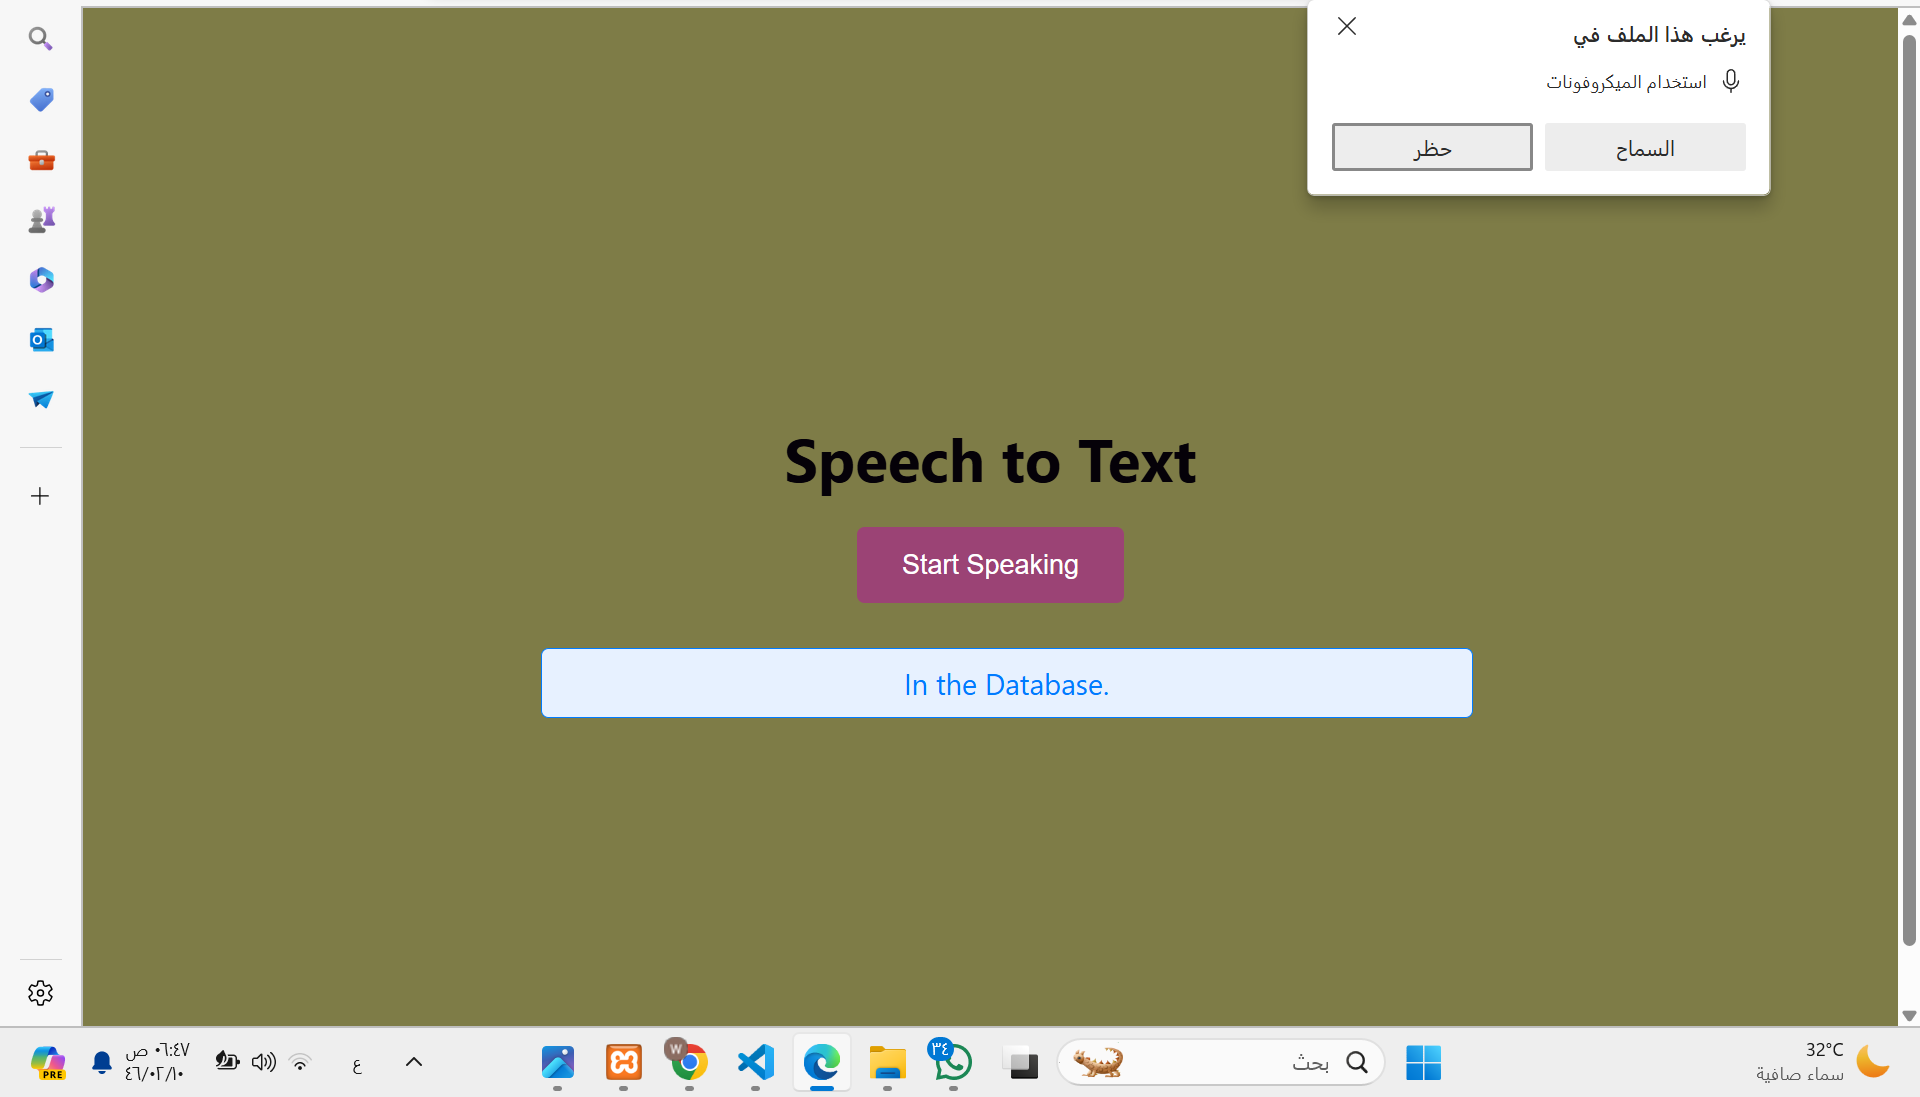 يرغب هذا الملف في
استخدام الميكروفونات
السماح
حظر
Speech to Text
Start Speaking
In the Database.
32°C
سماء صافية
بحث
٣٤
W
ع
٠٦:٤٧ ص
٤٦/٠٢/١٠
PRE